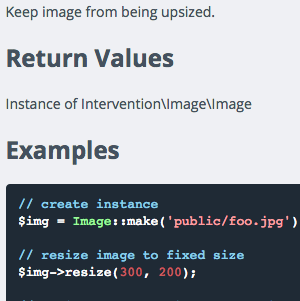 Keep image from being upsized.
Return Values
Instance of Intervention\Image\Image
Examples
// create instance
$img = Image::make('public/foo.jpg')
// resize image to fixed size
$img->resize(300, 200);